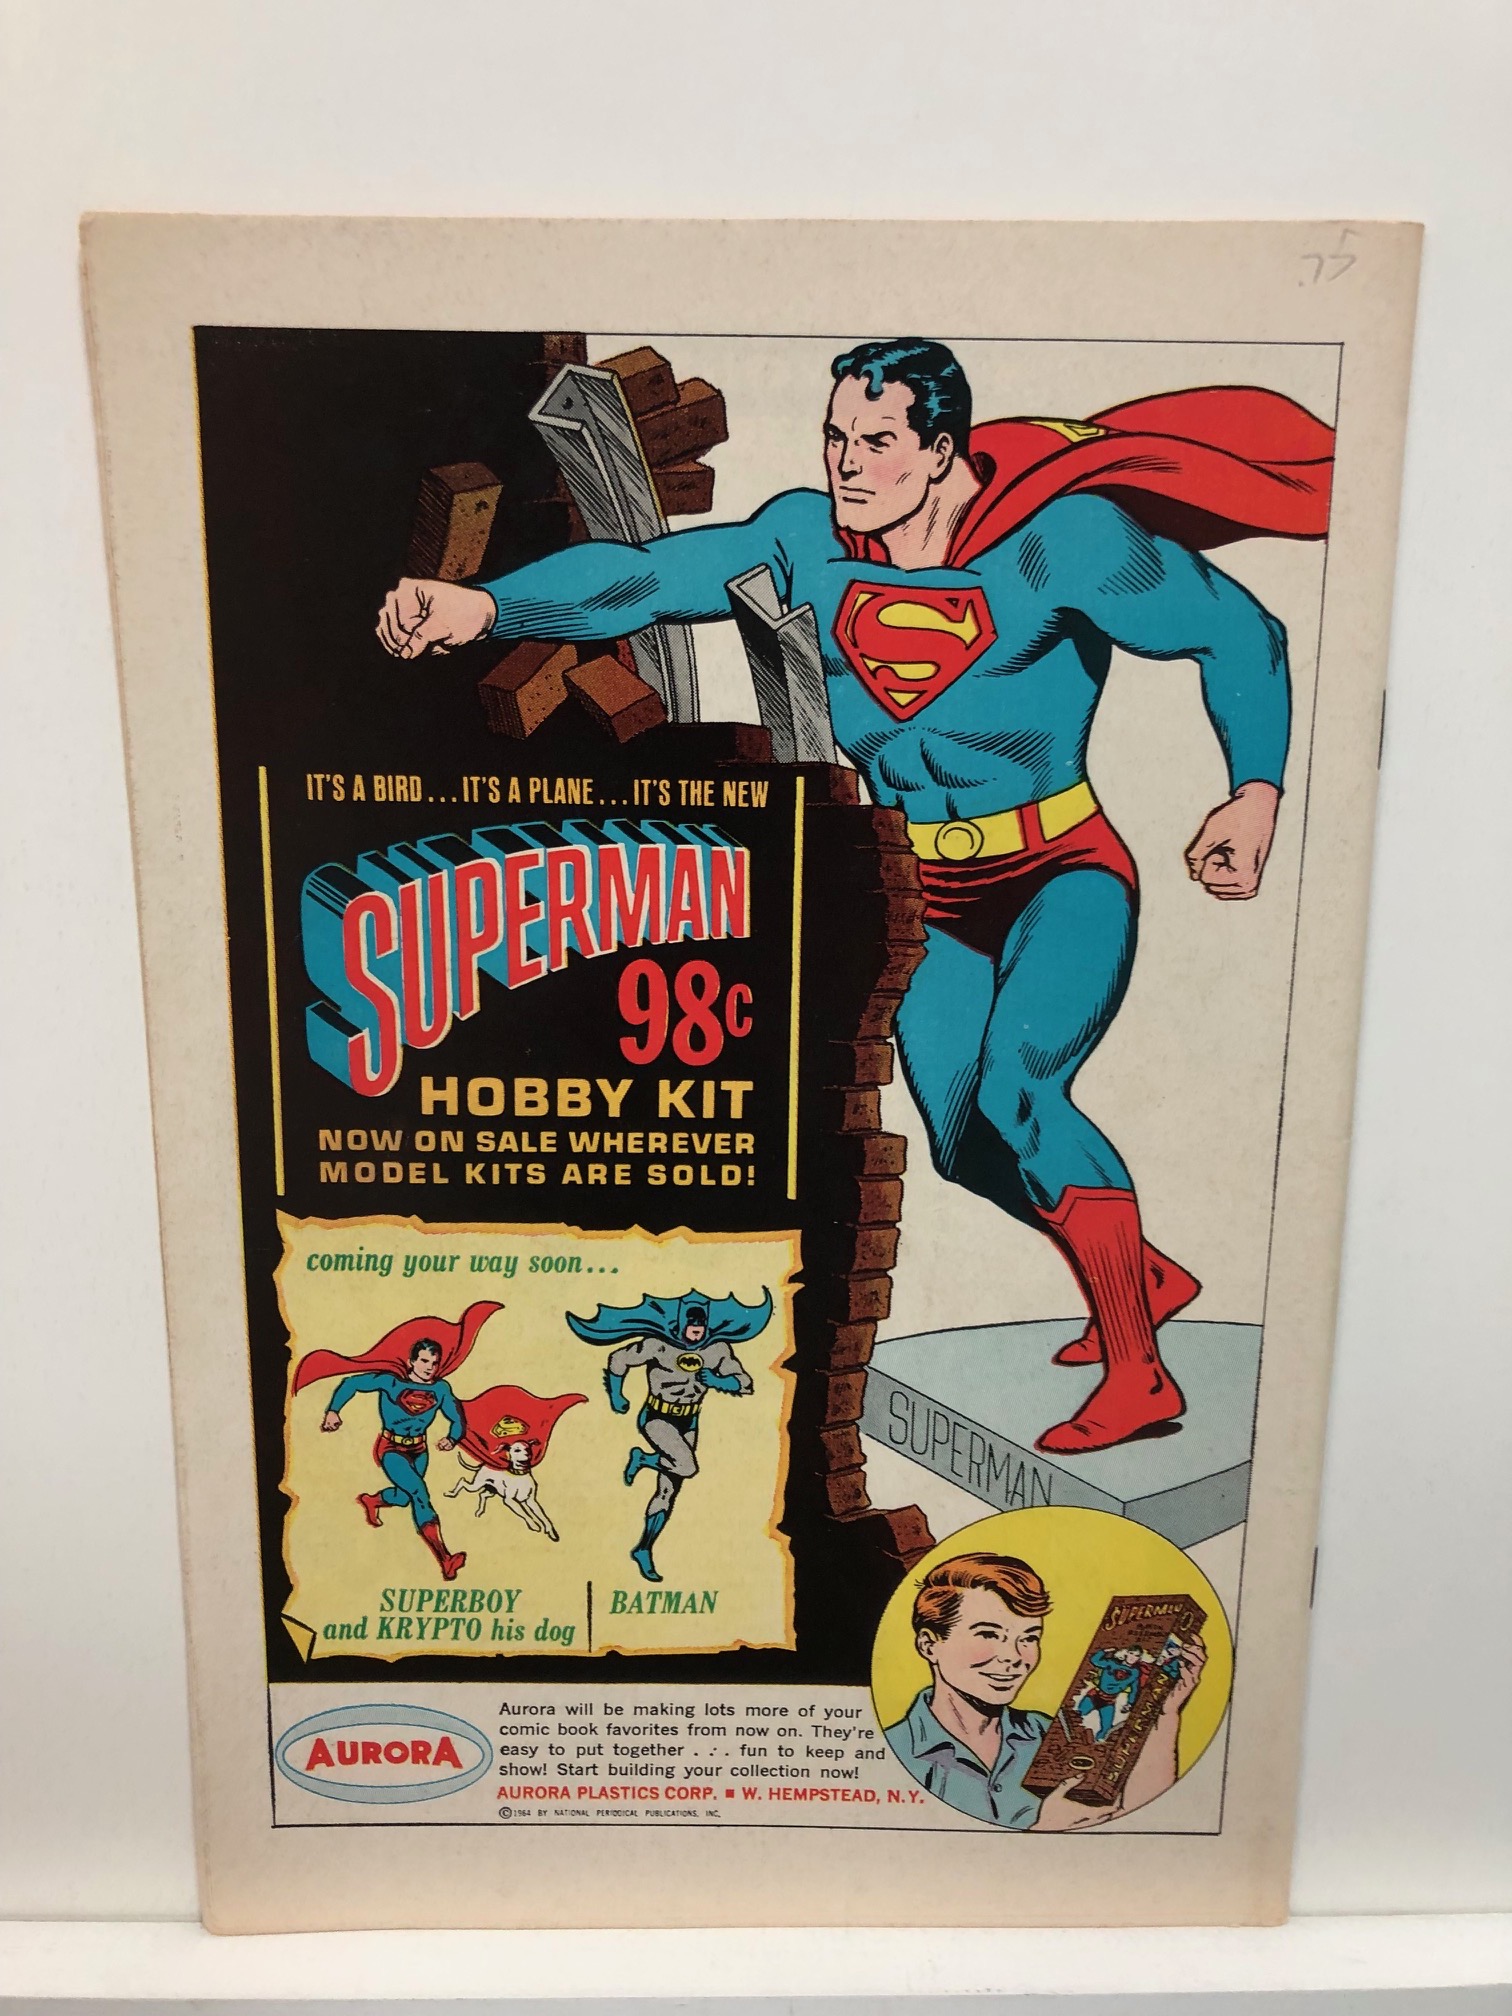 .75
IT'S A BIRD...IT'S A PLANE...IT'S THE NEW
SUPERMAN
98c
HOBBY KIT
NOW ON SALE WHEREVER
MODEL KITS ARE SOLD!
coming your way soon...
SUPERBOY
and KRYPTO his dog
BATMAN
SUPERMAN
SUPERMAN
SUPERMAN
AURORA
Aurora will be making lots more of your
comic book favorites from now on. They're
easy to put together . . . fun to keep and
show! Start building your collection now!
AURORA PLASTICS CORP. ▪ W. HEMPSTEAD, N.Y.
©1964 BY NATIONAL PERIODICAL PUBLICATIONS, INC.